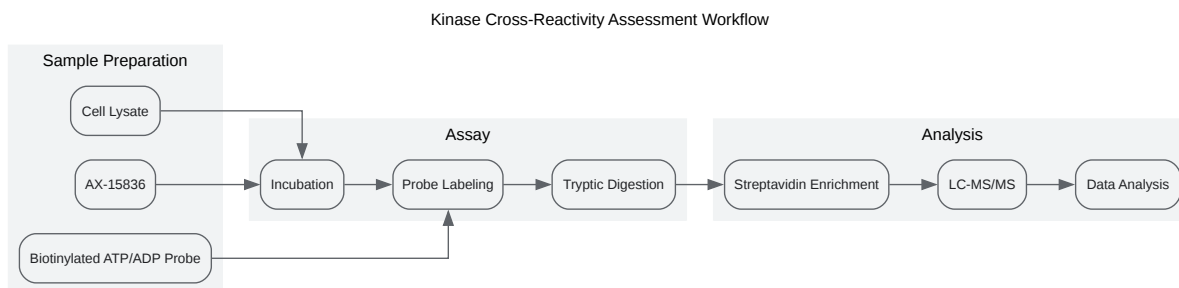 Kinase Cross-Reactivity Assessment Workflow
Sample Preparation
Cell Lysate
AX-15836
Biotinylated ATP/ADP Probe
Assay
Incubation
Probe Labeling
Tryptic Digestion
Analysis
Streptavidin Enrichment
LC-MS/MS
Data Analysis